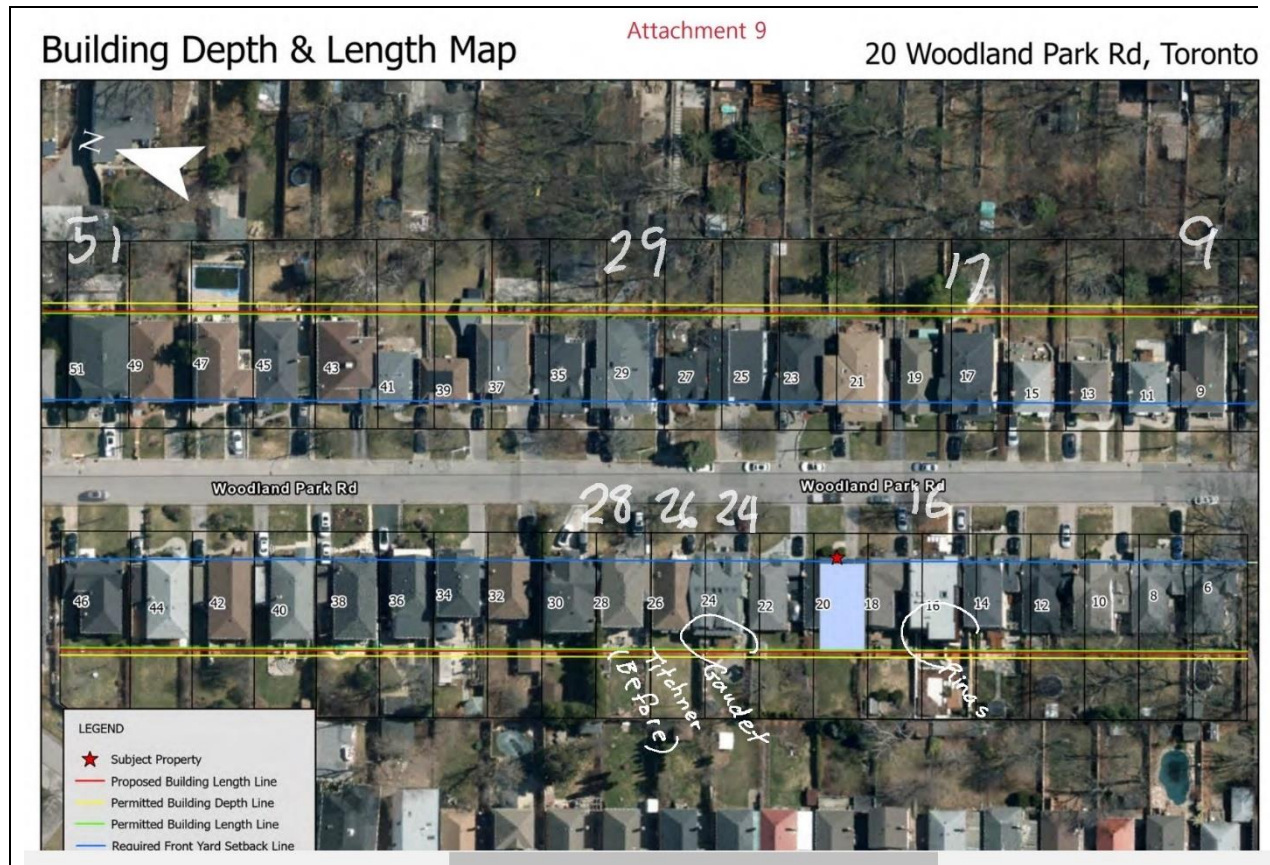 Attachment 9
Building Depth & Length Map
20 Woodland Park Rd, Toronto
N
51 29 17 9
51 49 47 45 43 41 39 37 35 29 27 25 23 21 19 17 15 13 11 9
Woodland Park Rd Woodland Park Rd
28 26 24 16
46 44 42 40 38 36 34 32 30 28 26 24 22 20 18 16 14 12 10 8 6
Titchner
(Before)
Gaudet
LEGEND
Subject Property
Proposed Building Length Line
Permitted Building Depth Line
Permitted Building Length Line
Required Front Yard Setback Line